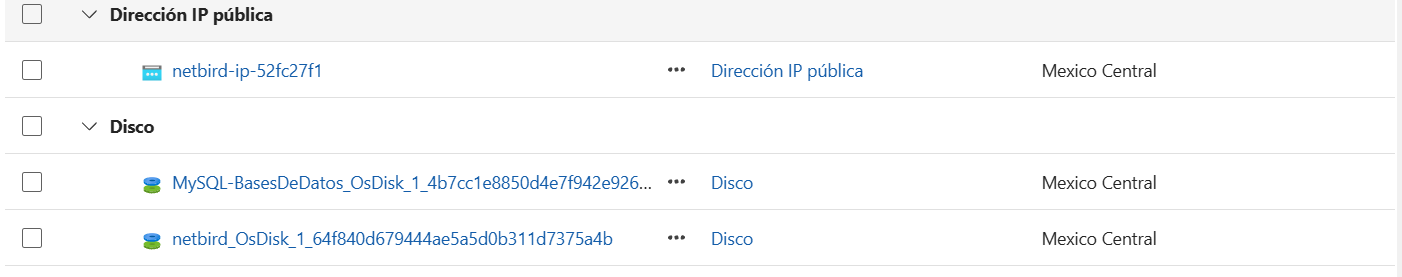 Dirección IP pública
netbird-ip-52fc27f1 ••• Dirección IP pública Mexico Central
Disco
MySQL-BasesDeDatos_OsDisk_1_4b7cc1e8850d4e7f942e926... ••• Disco Mexico Central
netbird_OsDisk_1_64f840d679444ae5a5d0b311d7375a4b ••• Disco Mexico Central